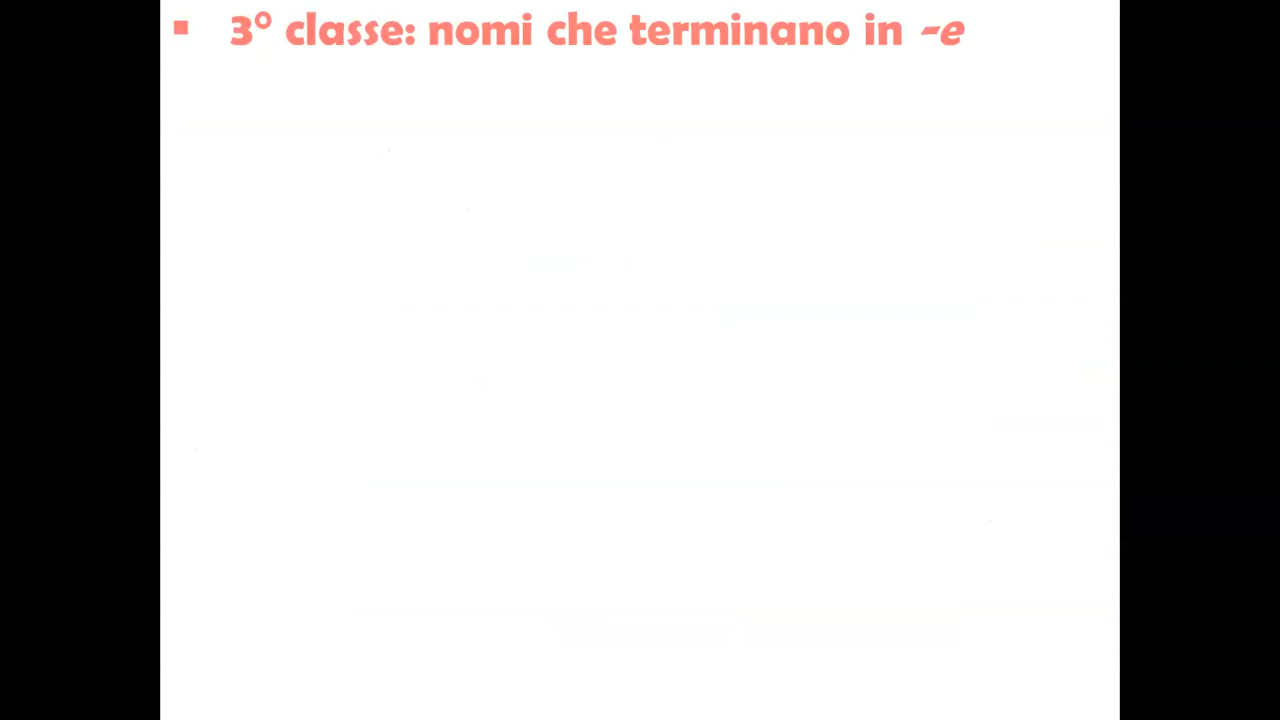 ▪ 3° classe: nomi che terminano in -e